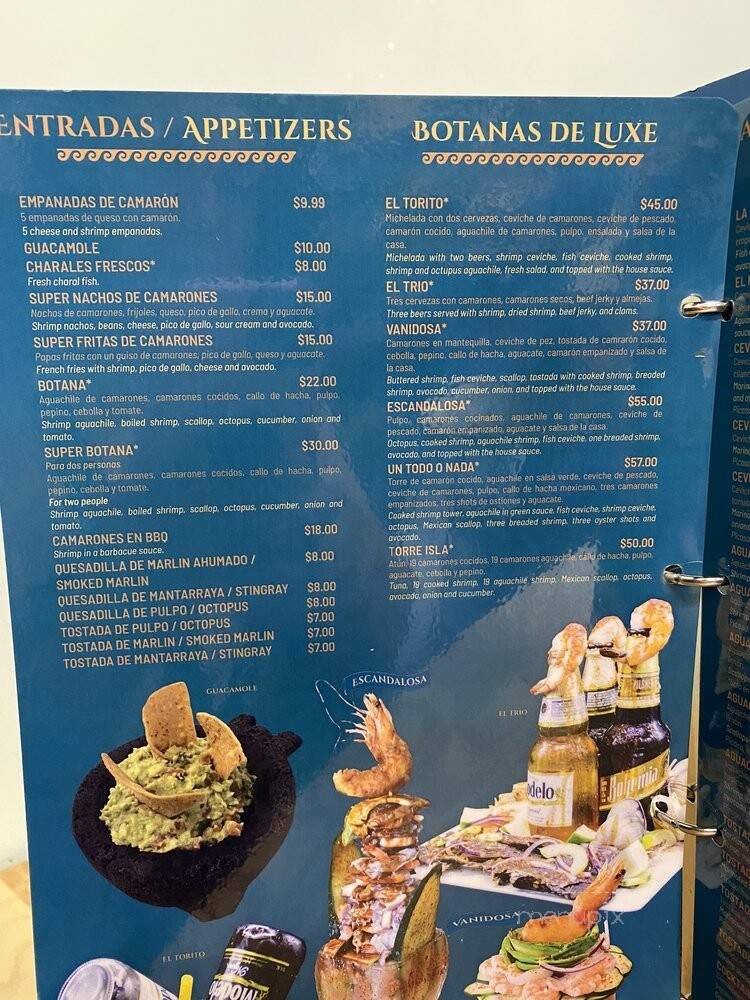 ENTRADAS / APPETIZERS
EMPANADAS DE CAMARÓN $9.99
5 empanadas de queso con camarón.
5 cheese and shrimp empanadas.
GUACAMOLE $10.00
CHARALES FRESCOS* $8.00
Fresh charal fish.
SUPER NACHOS DE CAMARONES $15.00
Nachos de camarones, frijoles, queso, pico de gallo, crema y aguacate.
Shrimp nachos, beans, cheese, pico de gallo, sour cream and avocado.
SUPER FRITAS DE CAMARONES $15.00
Papas fritas con un guiso de camarones, pico de gallo, queso y aguacate.
French fries with shrimp, pico de gallo, cheese and avocado.
BOTANA* $22.00
Aguachile de camarones, camarones cocidos, callo de hacha, pulpo,
pepino, cebolla y tomate.
Shrimp aguachile, boiled shrimp, scallop, octopus, cucumber, onion and
tomato.
SUPER BOTANA* $30.00
Para dos personas
Aguachile de camarones, camarones cocidos, callo de hacha, pulpo,
pepino, cebolla y tomate.
For two people
Shrimp aguachile, boiled shrimp, scallop, octopus, cucumber, onion and
tomato.
CAMARONES EN BBQ $18.00
Shrimp in a barbacue sauce.
QUESADILLA DE MARLIN AHUMADO / $8.00
SMOKED MARLIN
QUESADILLA DE MANTARRAYA / STINGRAY $8.00
QUESADILLA DE PULPO / OCTOPUS $8.00
TOSTADA DE PULPO / OCTOPUS $7.00
TOSTADA DE MARLIN / SMOKED MARLIN $7.00
TOSTADA DE MANTARRAYA / STINGRAY $7.00
BOTANAS DE LUXE
EL TORITO* $45.00
Michelada con dos cervezas, ceviche de camarones, ceviche de pescado,
camarón cocido, aguachile de camarones, pulpo, ensalada y salsa de la
casa.
Michelada with two beers, shrimp ceviche, fish ceviche, cooked shrimp,
shrimp and actupus aguachile, fresh salad, and topped with the house sauce.
EL TRIO* $37.00
Tres cervezas con camarones, camarones secos, beef jerky y almejas.
Three beers served with shrimp, dried shrimp, beef jerky, and clams.
VANIDOSA* $37.00
Camarones en mantequilla, ceviche de pez, tostada de camrarón cocido,
cebolla, pepino, callo de hacha, aguacate, camarón empanizado y salsa de
la casa.
Buttered shrimp, fish ceviche, scallop, tostada with cooked shrimp, breaded
shrimp, avocado, cucumber, onion, and topped with the house sauce.
ESCANDALOSA* $55.00
Pulpo, camarones cocinados, aguachile de camarones, ceviche de
pescado, camarón empanizado, aguacate y salsa de la casa.
Octopus, cooked shrimp, aguachile shrimp, fish ceviche, one breaded shrimp,
avocado, and topped with the house sauce.
UN TODO O NADA* $57.00
Torre de camarón cocido, aguachile en salsa verde, ceviche de pescado,
ceviche de camarones, pulpo, callo de hacha mexicano, tres camarones
empanizados, tres shots de ostiones y aguacate.
Cooked shrimp tower, aguachile in green sauce, fish ceviche, shrimp ceviche,
octopus, Mexican scallop, three breaded shrimp, three oyster shots and
avocado.
TORRE ISLA* $50.00
Atún, 19 camarones cocidos, 19 camarones aguachile, callo de hacha, pulpo,
aguacate, cebolla y pepino.
Tuna, 19 cooked shrimp, 19 aguachile shrimp, Mexican scallop, octopus,
avocado, onion and cucumber.
GUACAMOLE
ESCANDALOSA
EL TRIO
Bohemia
VANIDOSA
EL TORITO